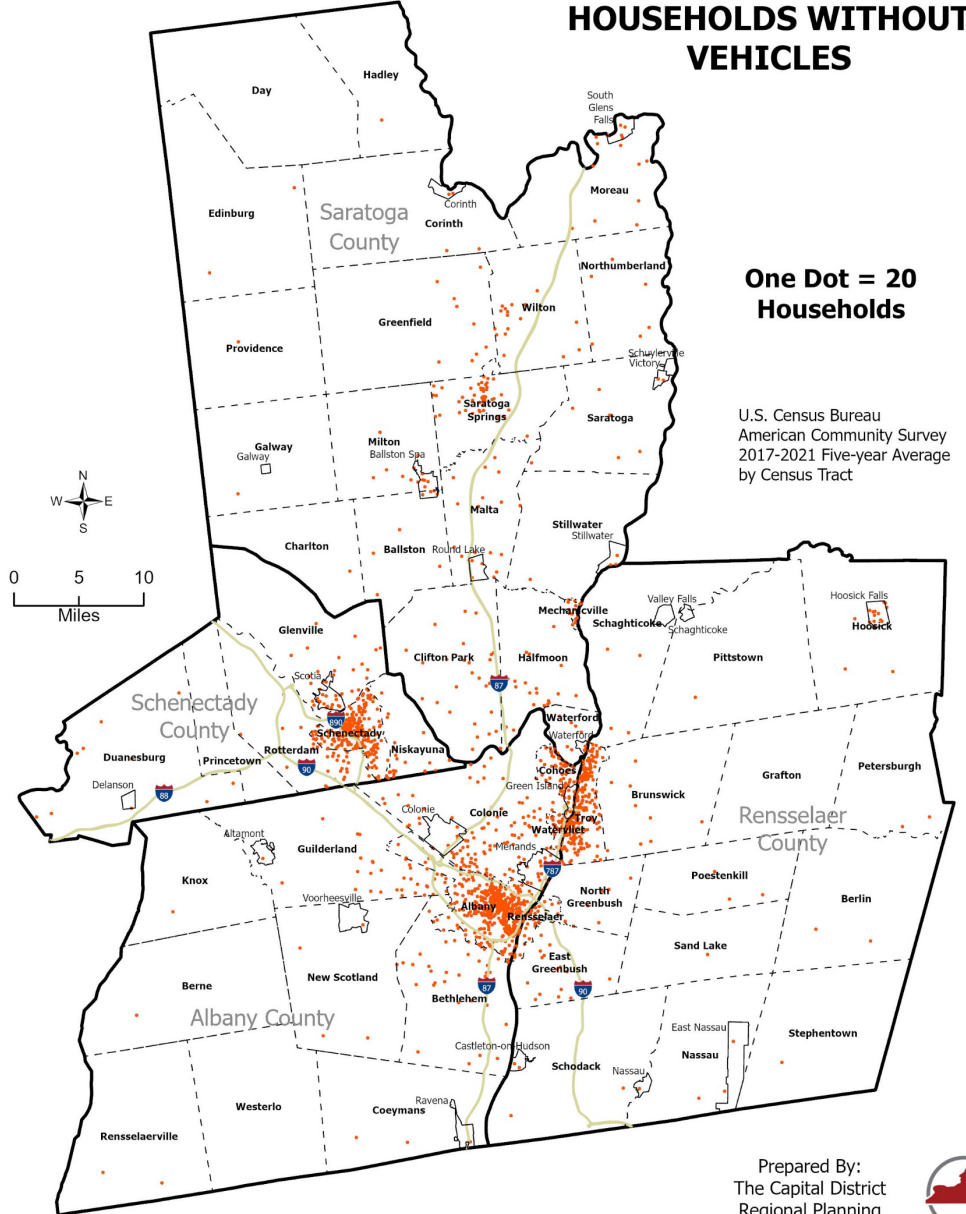 HOUSEHOLDS WITHOUT
VEHICLES
One Dot = 20
Households
U.S. Census Bureau
American Community Survey
2017-2021 Five-year Average
by Census Tract
Day
Hadley
South
Glens
Falls
Moreau
Corinth
Edinburg
Saratoga
County
Corinth
Northumberland
Wilton
Greenfield
Providence
Schuylerville
Victory
Saratoga
Springs
Saratoga
Galway
Galway
Milton
Ballston Spa
N
W
E
S
Malta
Stillwater
Stillwater
Charlton
Ballston
Round Lake
0
5
10
Miles
Mechanicville
Schaghticoke
Valley Falls
Schaghticoke
Hoosick Falls
Hoosick
Glenville
Clifton Park
Halfmoon
Pittstown
Scotia
87
Schenectady
County
890
Schenectady
Waterford
Waterford
Duanesburg
Princetown
Rotterdam
90
Niskayuna
Cohoes
Grafton
Petersburgh
Delanson
88
Green Island
Brunswick
Colonie
Colonie
Troy
Watervliet
Rensselaer
County
Altamont
Guilderland
Menands
787
Knox
Voorheesville
Albany
Rensselaer
North
Greenbush
Poestenkill
Berlin
Sand Lake
East
Greenbush
New Scotland
Berne
87
90
Bethlehem
Albany County
East Nassau
Stephentown
Castleton-on-Hudson
Schodack
Nassau
Nassau
Westerlo
Coeymans
Ravena
Rensselaerville
Prepared By:
The Capital District
Regional Planning